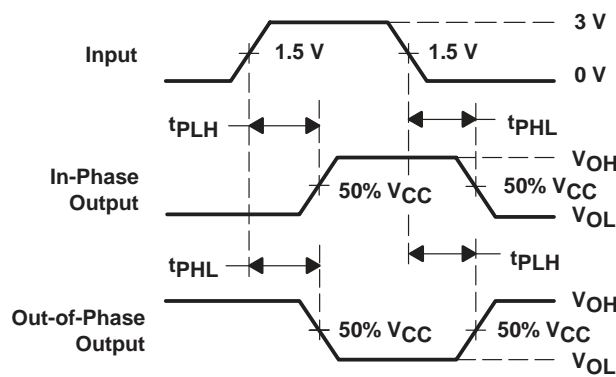 3 V
Input
1.5 V
1.5 V
0 V
tPLH
tPHL
VOH
In-Phase
Output
50% VCC
50% VCC
VOL
tPHL
tPLH
VOH
Out-of-Phase
Output
50% VCC
50% VCC
VOL